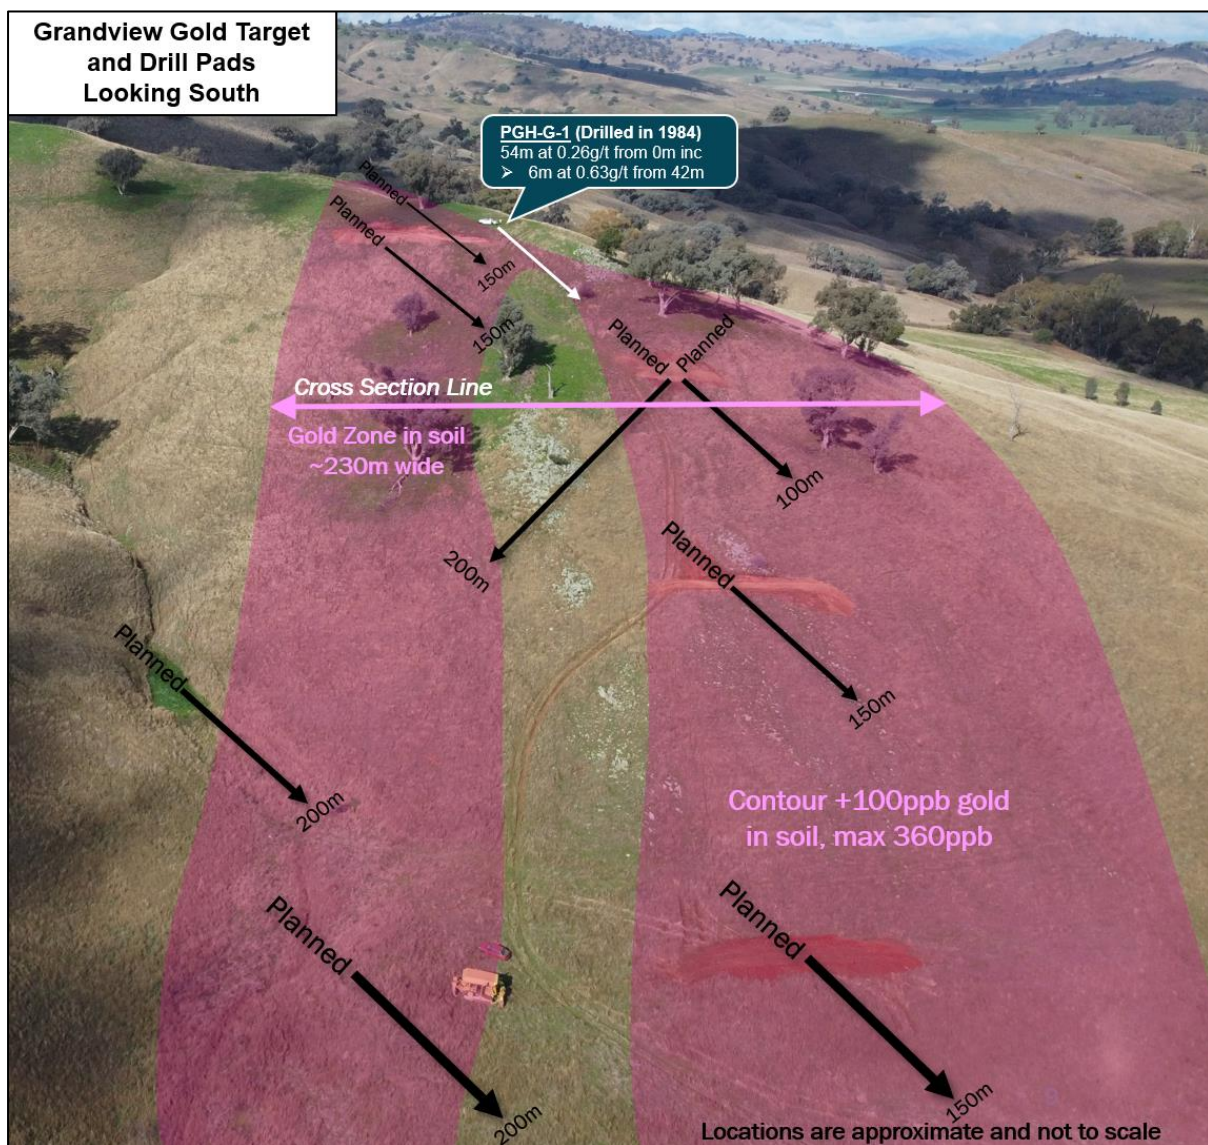 Grandview Gold Target
and Drill Pads
Looking South
PGH-G-1 (Drilled in 1984)
54m at 0.26g/t from 0m inc
➢ 6m at 0.63g/t from 42m
Planned
150m
Planned
150m
Planned
Planned
Cross Section Line
Gold Zone in soil
~230m wide
100m
200m
Planned
150m
Planned
200m
Contour +100ppb gold
in soil, max 360ppb
Planned
200m
Planned
150m
Locations are approximate and not to scale